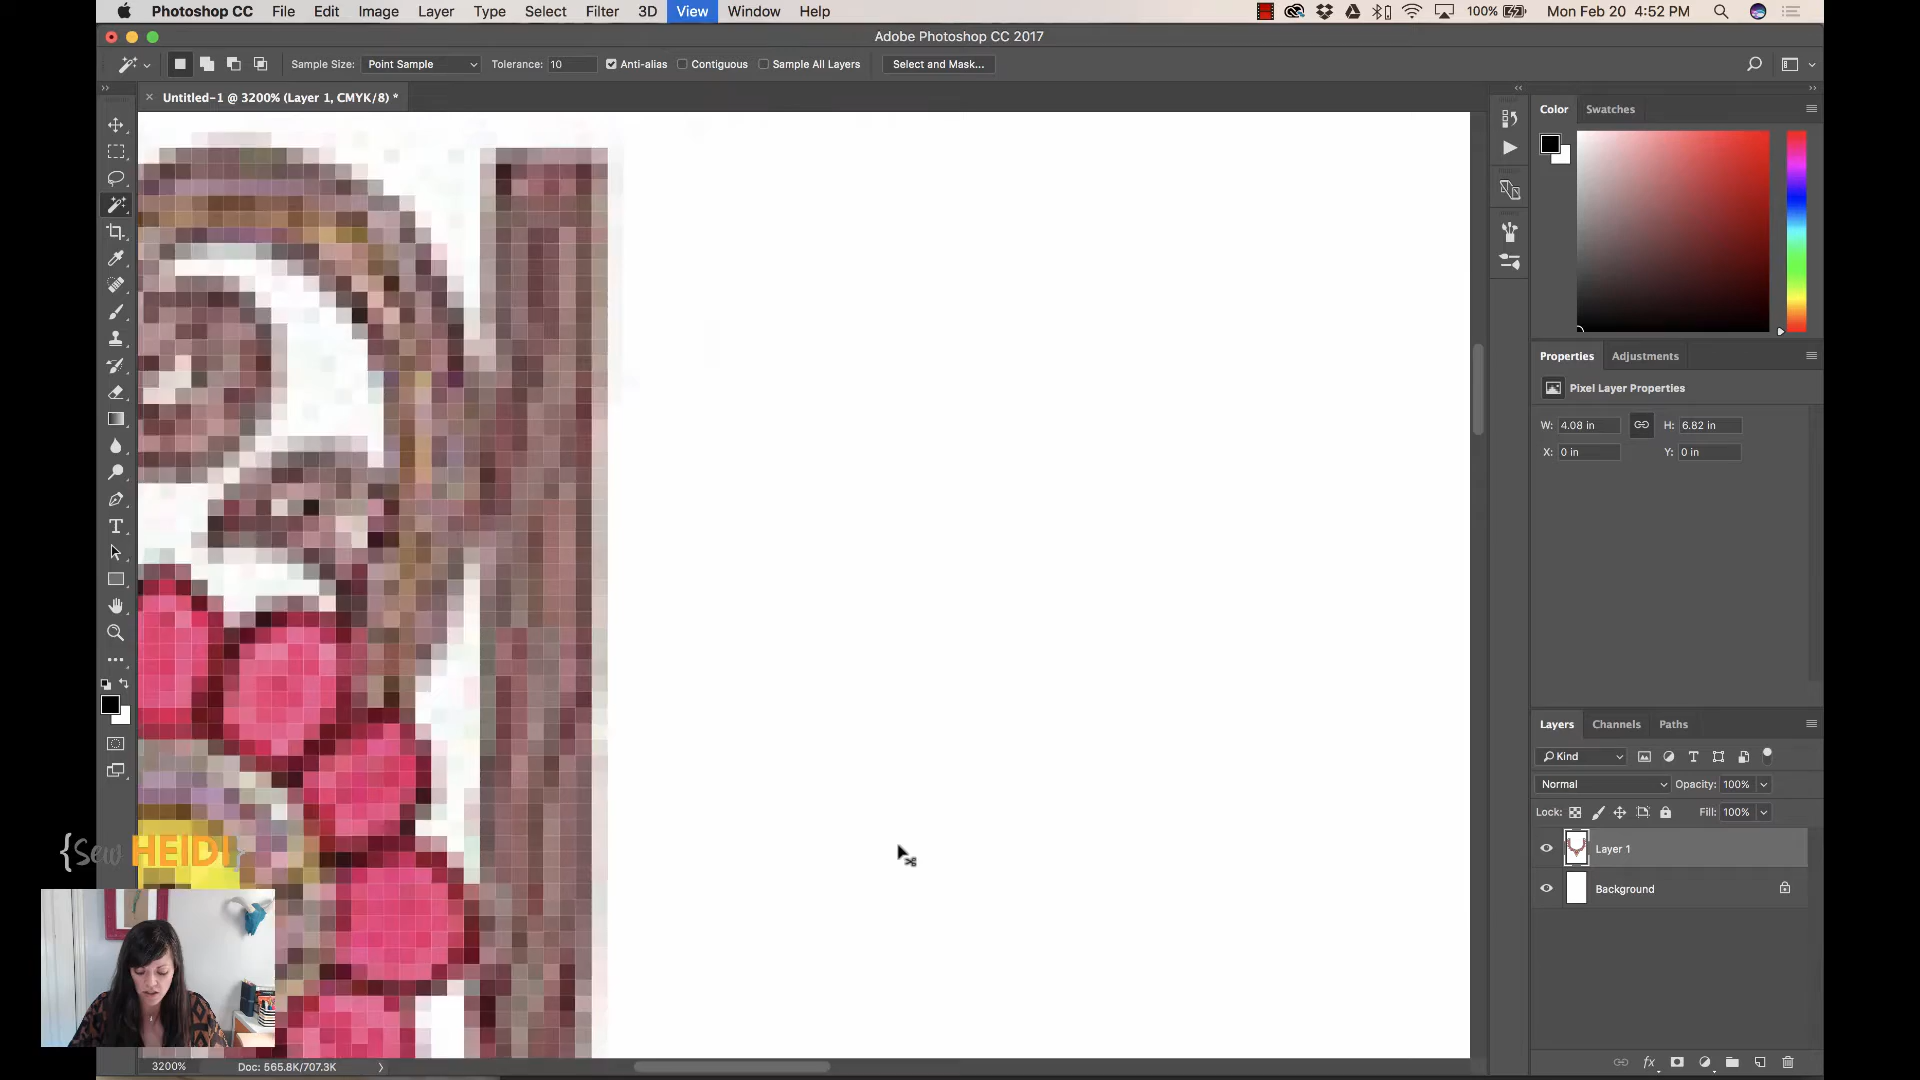 Photoshop CC File Edit Image Layer Type Select Filter 3D View Window Help 100% Mon Feb 20 4:52 PM
Adobe Photoshop CC 2017
Sample Size: Point Sample Tolerance: 10 Anti-alias Contiguous Sample All Layers Select and Mask...
Untitled-1 @ 3200% (Layer 1, CMYK/8) *
Color Swatches
Properties Adjustments
Pixel Layer Properties
W: 4.08 in H: 6.82 in
X: 0 in Y: 0 in
Layers Channels Paths
Kind
Normal Opacity: 100%
Lock: Fill: 100%
Layer 1
Background
{Sew HEIDI}
3200% Doc: 565.8K/707.3K